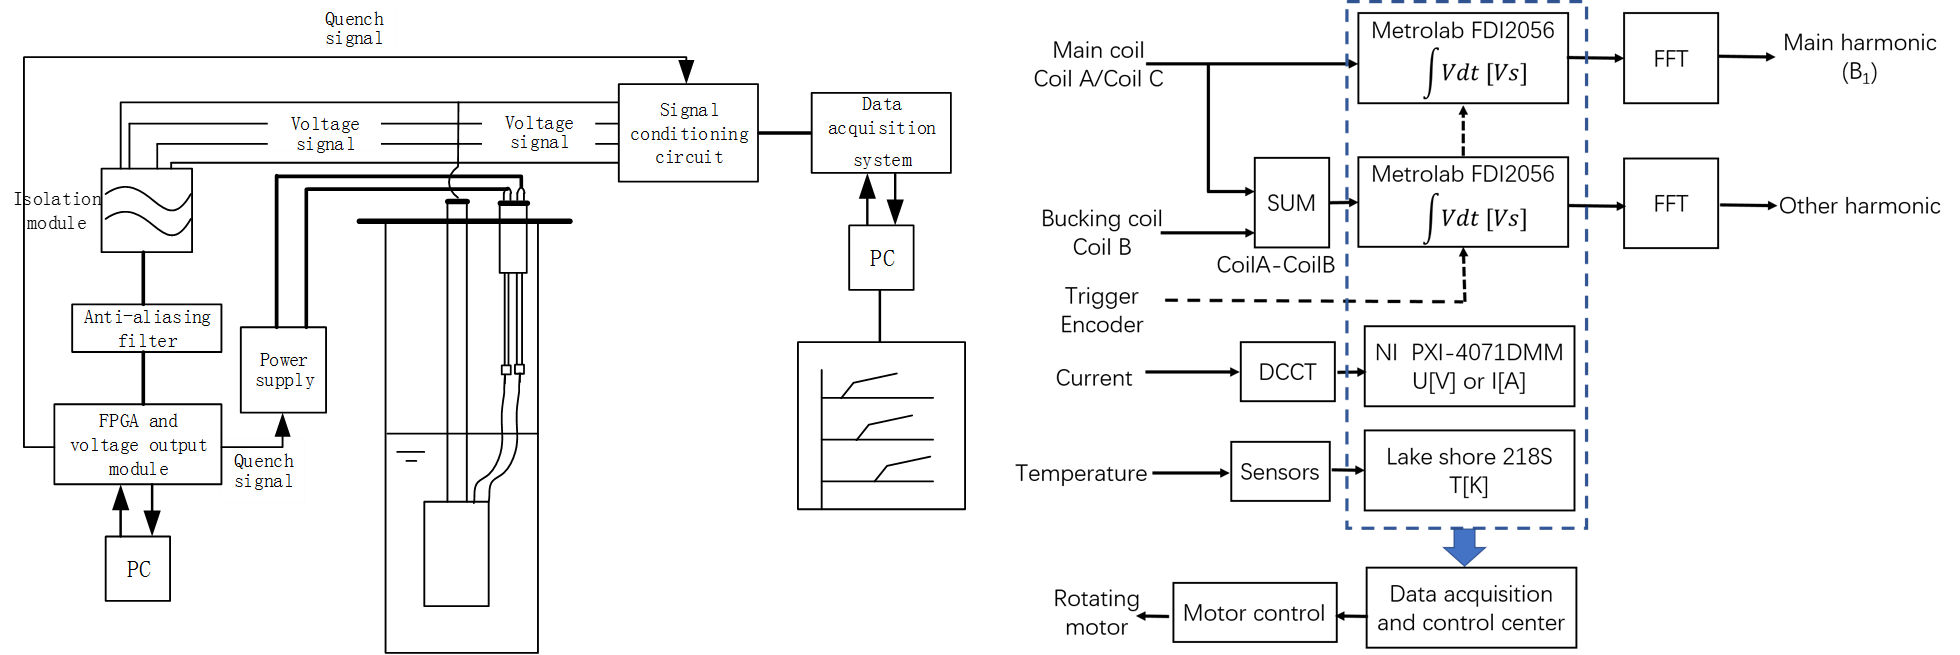 Quench
signal
Voltage
signal
Voltage
signal
Signal
conditioning
circuit
Data
acquisition
system
Isolation
module
PC
Anti-aliasing
filter
Power
supply
FPGA and
voltage output
module
Quench
signal
PC
Main coil
Coil A/Coil C
Metrolab FDI2056
∫Vdt [Vs]
FFT
Main harmonic
(B₁)
Bucking coil
Coil B
SUM
CoilA-CoilB
Metrolab FDI2056
∫Vdt [Vs]
FFT
Other harmonic
Trigger
Encoder
Current
DCCT
NI PXI-4071DMM
U[V] or I[A]
Temperature
Sensors
Lake shore 218S
T[K]
Rotating
motor
Motor control
Data acquisition
and control center